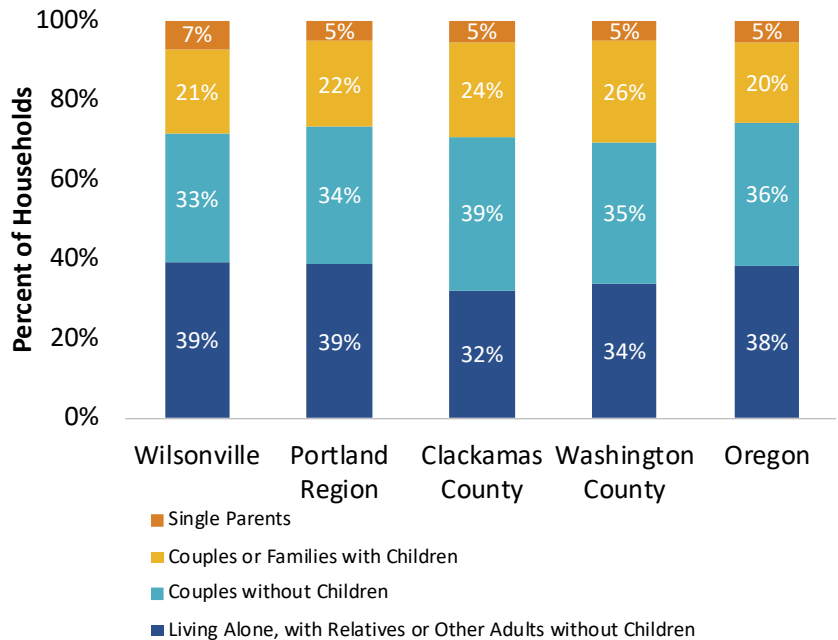 100%
80%
60%
40%
20%
0%
Percent of Households
7%
5%
5%
5%
5%
21%
22%
24%
26%
20%
33%
34%
39%
35%
36%
39%
39%
32%
34%
38%
Wilsonville
Portland
Region
Clackamas
County
Washington
County
Oregon
Single Parents
Couples or Families with Children
Couples without Children
Living Alone, with Relatives or Other Adults without Children